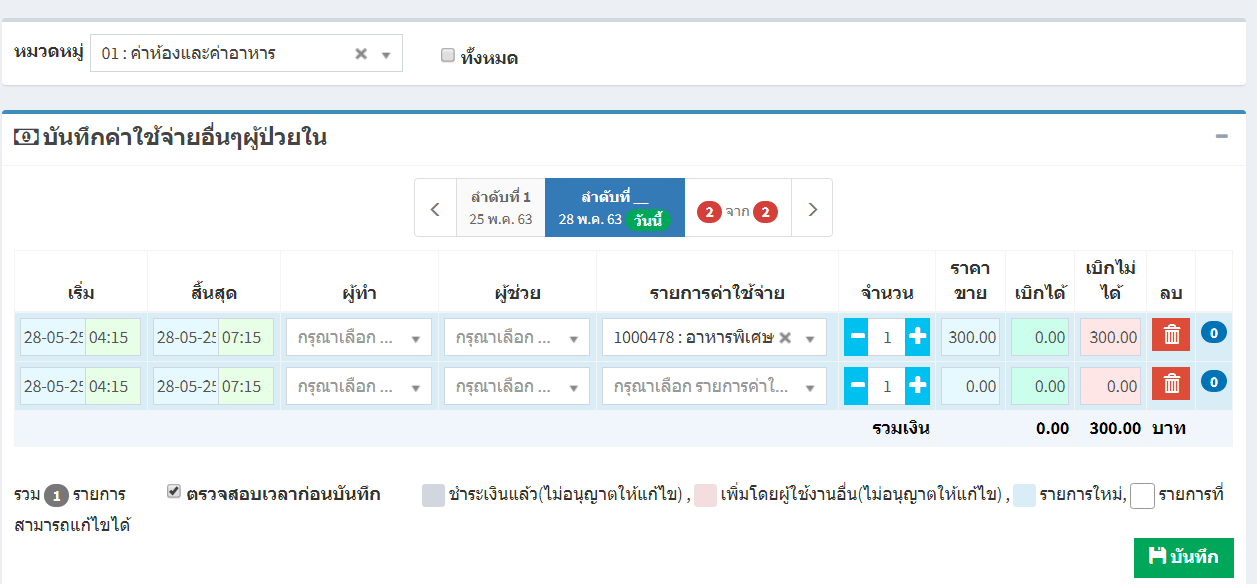 หมวดหมู่ 01 : ค่าห้องและค่าอาหาร × ทั้งหมด
บันทึกค่าใช้จ่ายอื่นๆผู้ป่วยใน
ลำดับที่ 1 ลำดับที่ __
25 พ.ค. 63 28 พ.ค. 63 วันนี้ 2 จาก 2
ราคา เบิกไม่
เริ่ม สิ้นสุด ผู้ทำ ผู้ช่วย รายการค่าใช้จ่าย จำนวน ขาย เบิกได้ ได้ ลบ
28-05-25 04:15 28-05-25 07:15 กรุณาเลือก ... กรุณาเลือก ... 1000478 : อาหารพิเศษ × 1 300.00 0.00 300.00 0
28-05-25 04:15 28-05-25 07:15 กรุณาเลือก ... กรุณาเลือก ... กรุณาเลือก รายการค่าใ... 1 0.00 0.00 0.00 0
รวมเงิน 0.00 300.00 บาท
รวม 1 รายการ ตรวจสอบเวลาก่อนบันทึก ชำระเงินแล้ว(ไม่อนุญาตให้แก้ไข) , เพิ่มโดยผู้ใช้งานอื่น(ไม่อนุญาตให้แก้ไข) , รายการใหม่, รายการที่
สามารถแก้ไขได้
บันทึก